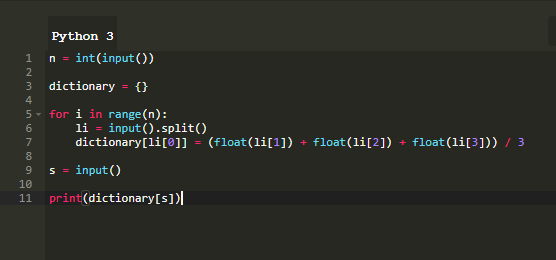 Python 3
1 n = int(input())
2
3 dictionary = {}
4
5 for i in range(n):
6     li = input().split()
7     dictionary[li[0]] = (float(li[1]) + float(li[2]) + float(li[3])) / 3
8
9 s = input()
10
11 print(dictionary[s])